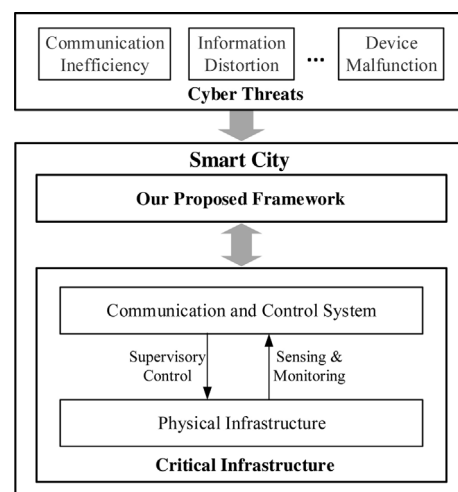 Communication
Inefficiency
Information
Distortion
...
Device
Malfunction
Cyber Threats
Smart City
Our Proposed Framework
Communication and Control System
Supervisory
Control
Sensing &
Monitoring
Physical Infrastructure
Critical Infrastructure